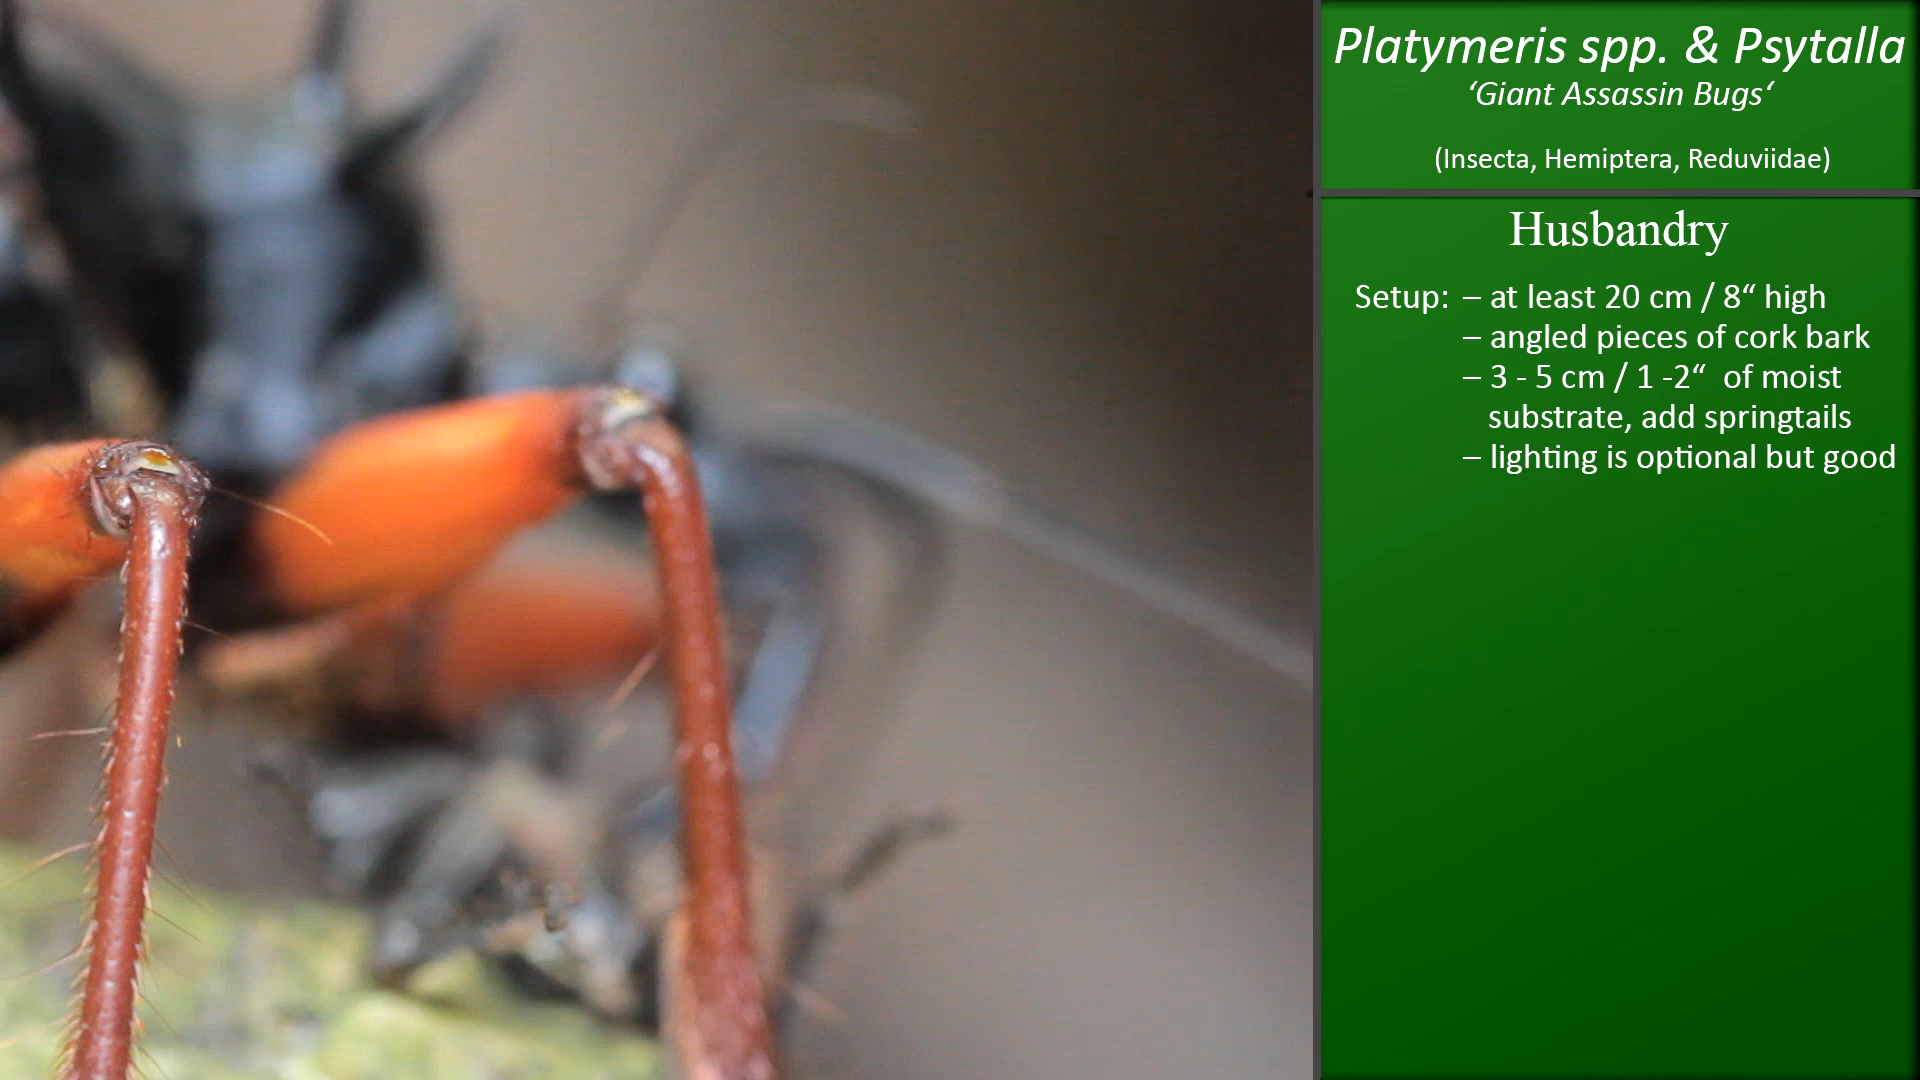 Platymeris spp. & Psytalla
‘Giant Assassin Bugs‘
(Insecta, Hemiptera, Reduviidae)
Husbandry
Setup: – at least 20 cm / 8“ high
– angled pieces of cork bark
– 3 - 5 cm / 1 -2“ of moist
substrate, add springtails
– lighting is optional but good